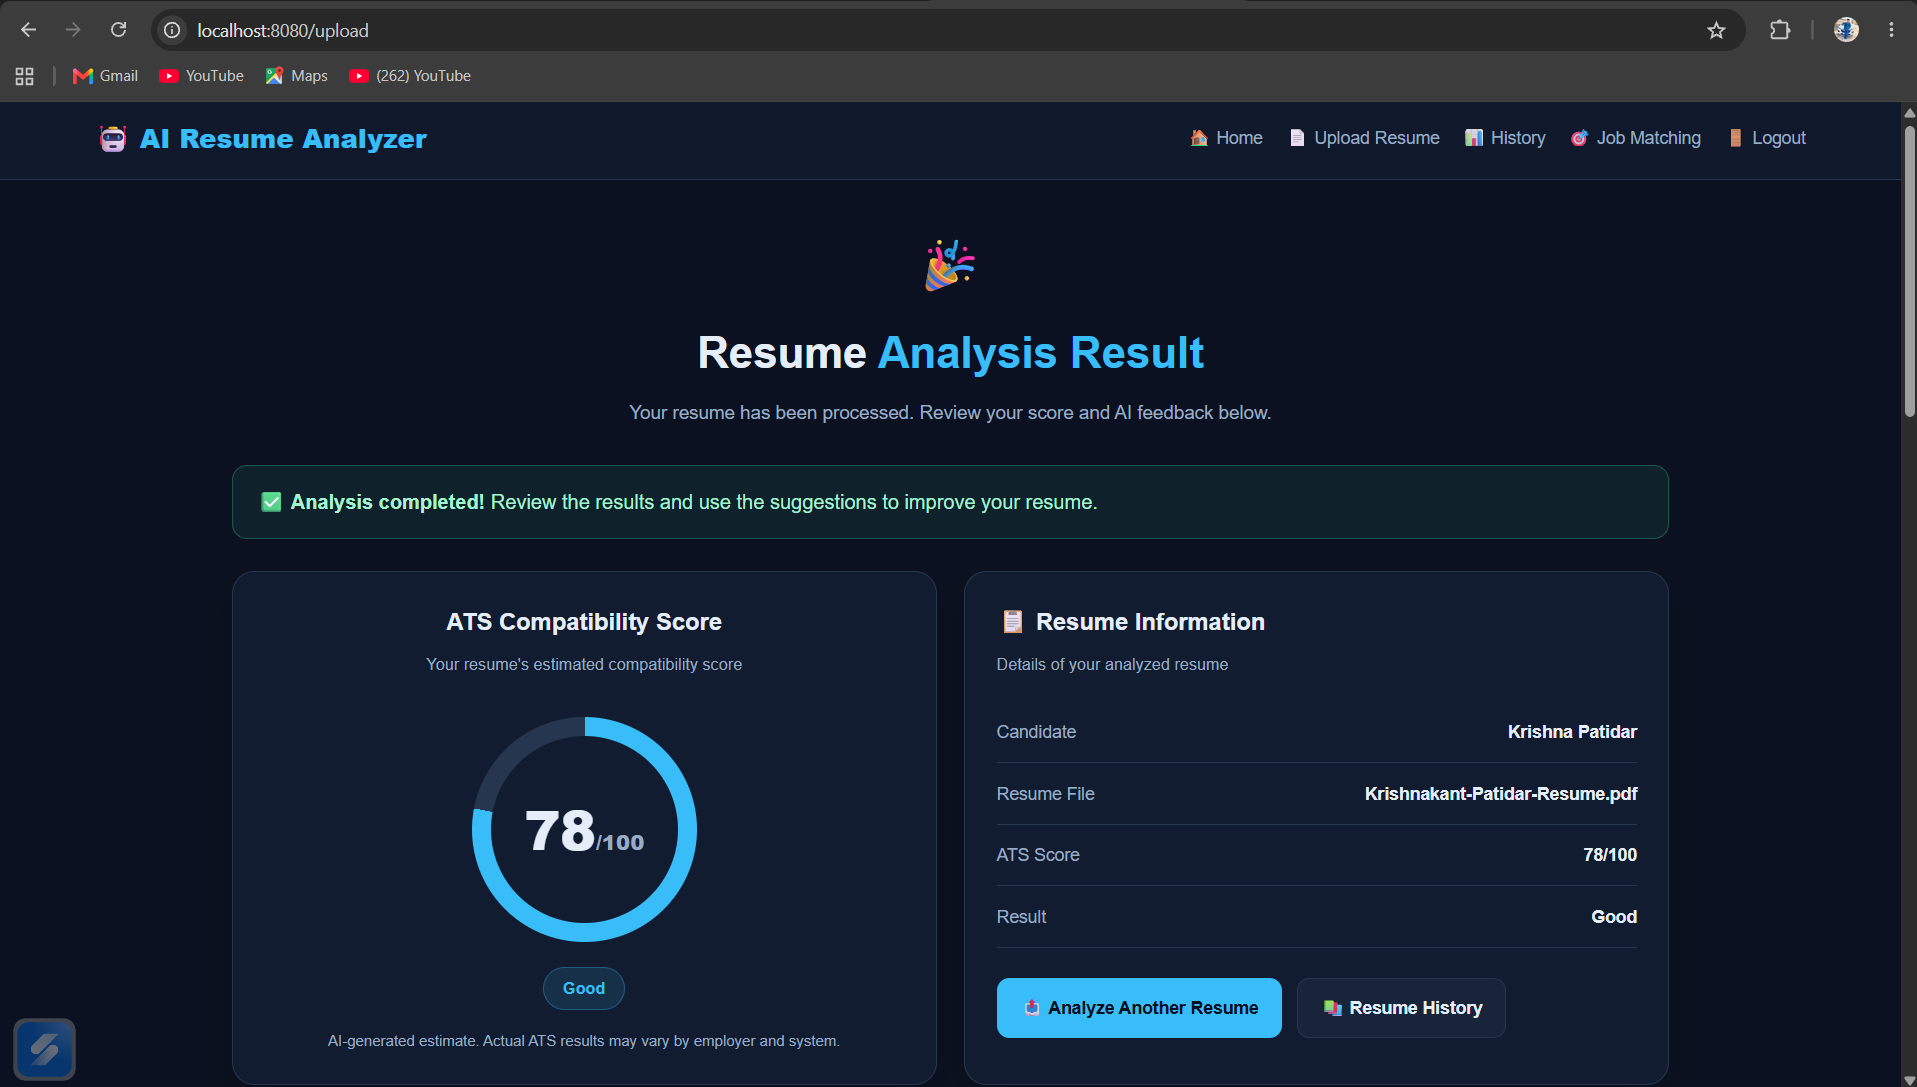 localhost:8080/upload
Gmail YouTube Maps (262) YouTube
AI Resume Analyzer
Home Upload Resume History Job Matching Logout
Resume Analysis Result
Your resume has been processed. Review your score and AI feedback below.
Analysis completed! Review the results and use the suggestions to improve your resume.
ATS Compatibility Score
Your resume's estimated compatibility score
78/100
Good
AI-generated estimate. Actual ATS results may vary by employer and system.
Resume Information
Details of your analyzed resume
Candidate Krishna Patidar
Resume File Krishnakant-Patidar-Resume.pdf
ATS Score 78/100
Result Good
Analyze Another Resume Resume History